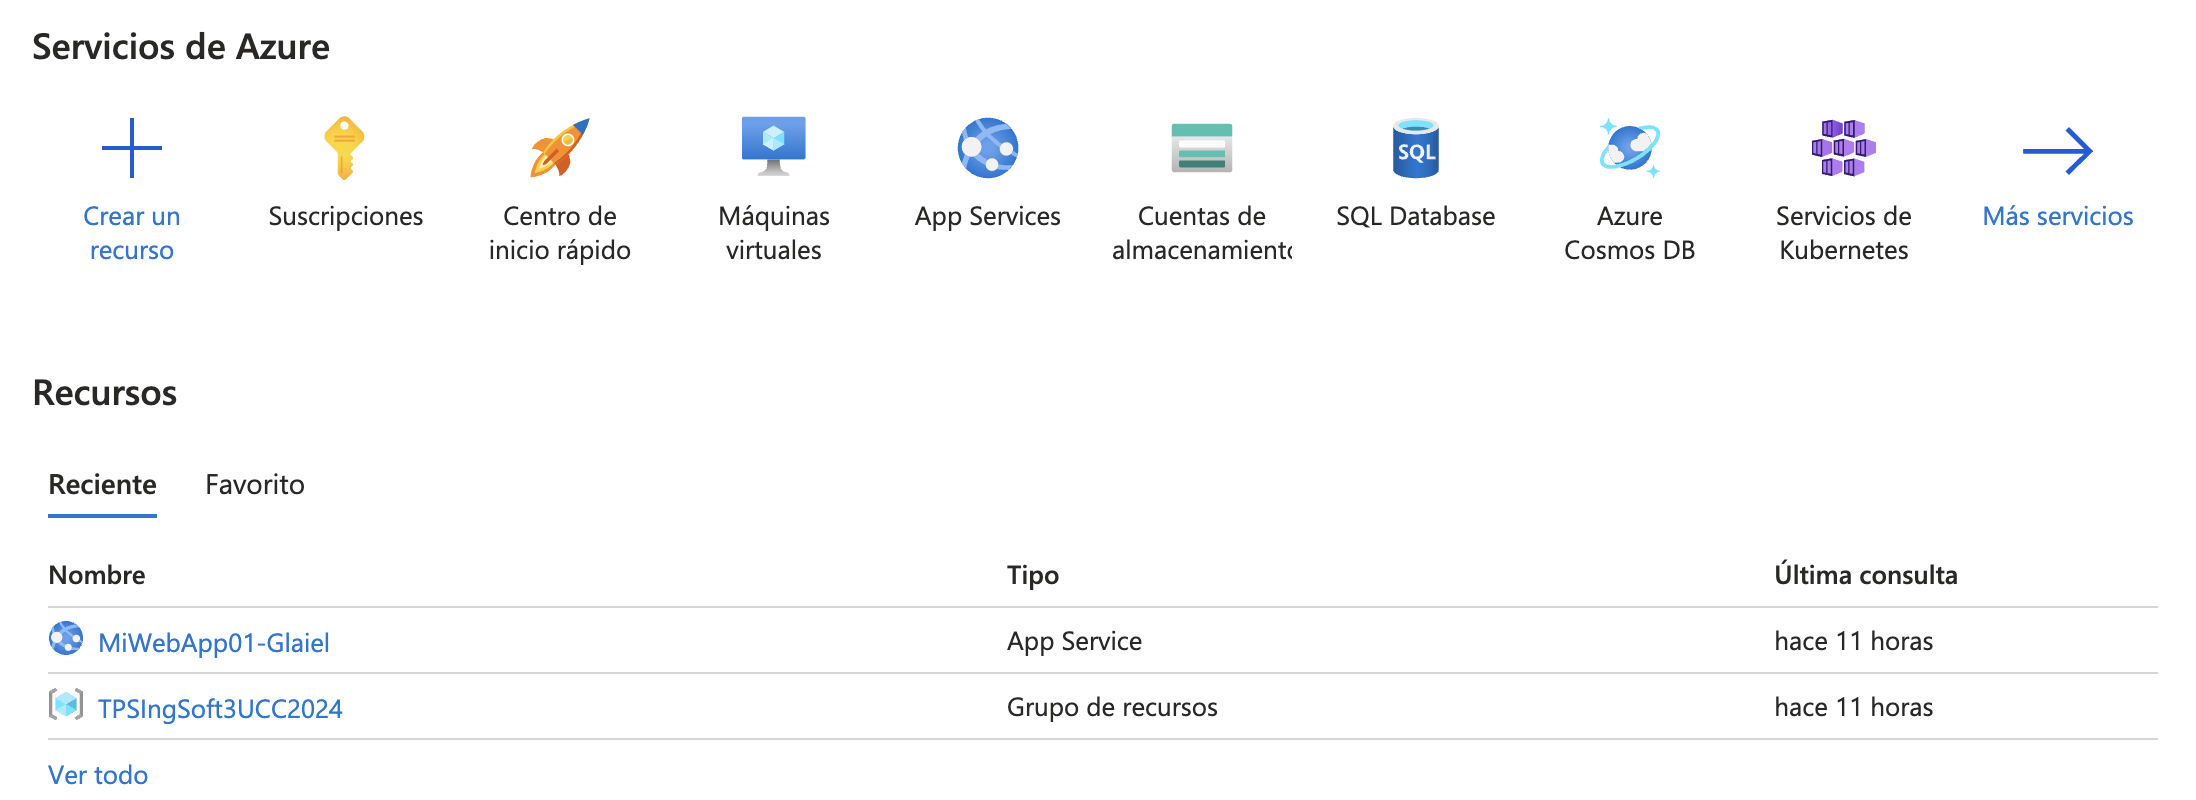 Servicios de Azure
Crear un
recurso
Suscripciones
Centro de
inicio rápido
Máquinas
virtuales
App Services
Cuentas de
almacenamiento
SQL
SQL Database
Azure
Cosmos DB
Servicios de
Kubernetes
Más servicios
Recursos
Reciente Favorito
Nombre Tipo Última consulta
MiWebApp01-Glaiel App Service hace 11 horas
TPSIngSoft3UCC2024 Grupo de recursos hace 11 horas
Ver todo